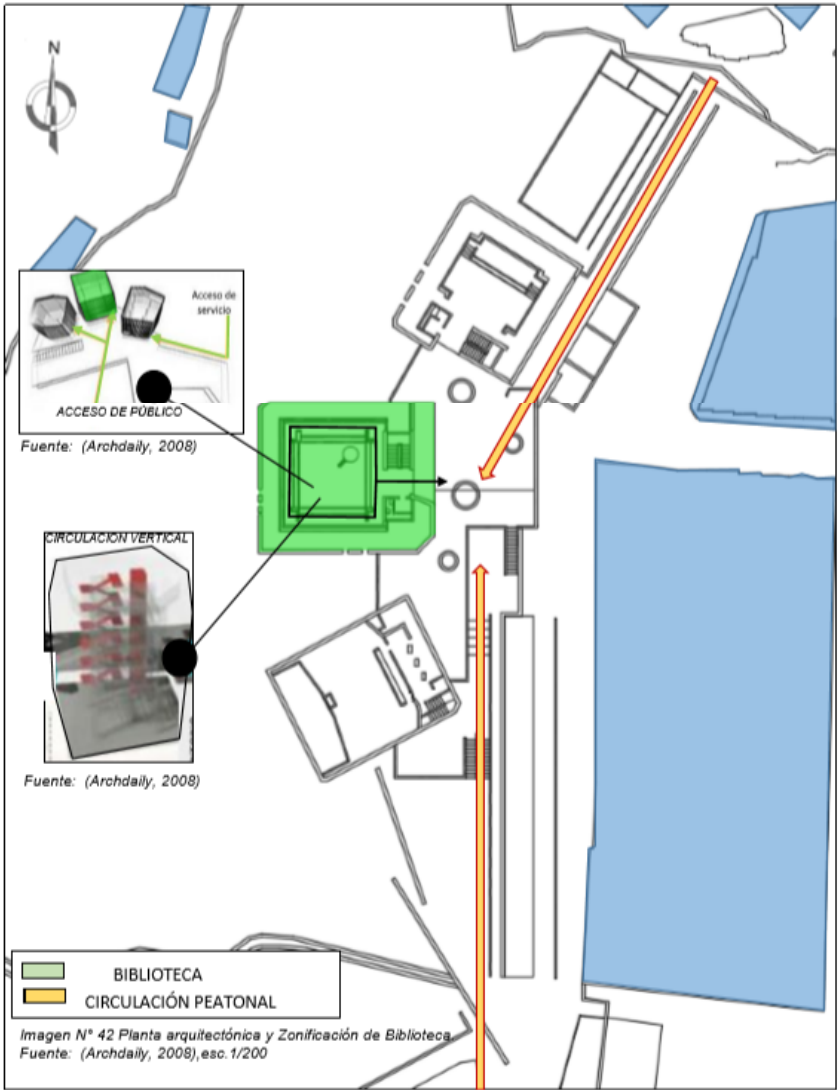 N
Acceso de
servicio
ACCESO DE PÚBLICO
Fuente: (Archdaily, 2008)
CIRCULACIÓN VERTICAL
Fuente: (Archdaily, 2008)
BIBLIOTECA
CIRCULACIÓN PEATONAL
Imagen N° 42 Planta arquitectónica y Zonificación de Biblioteca.
Fuente: (Archdaily, 2008),esc.1/200